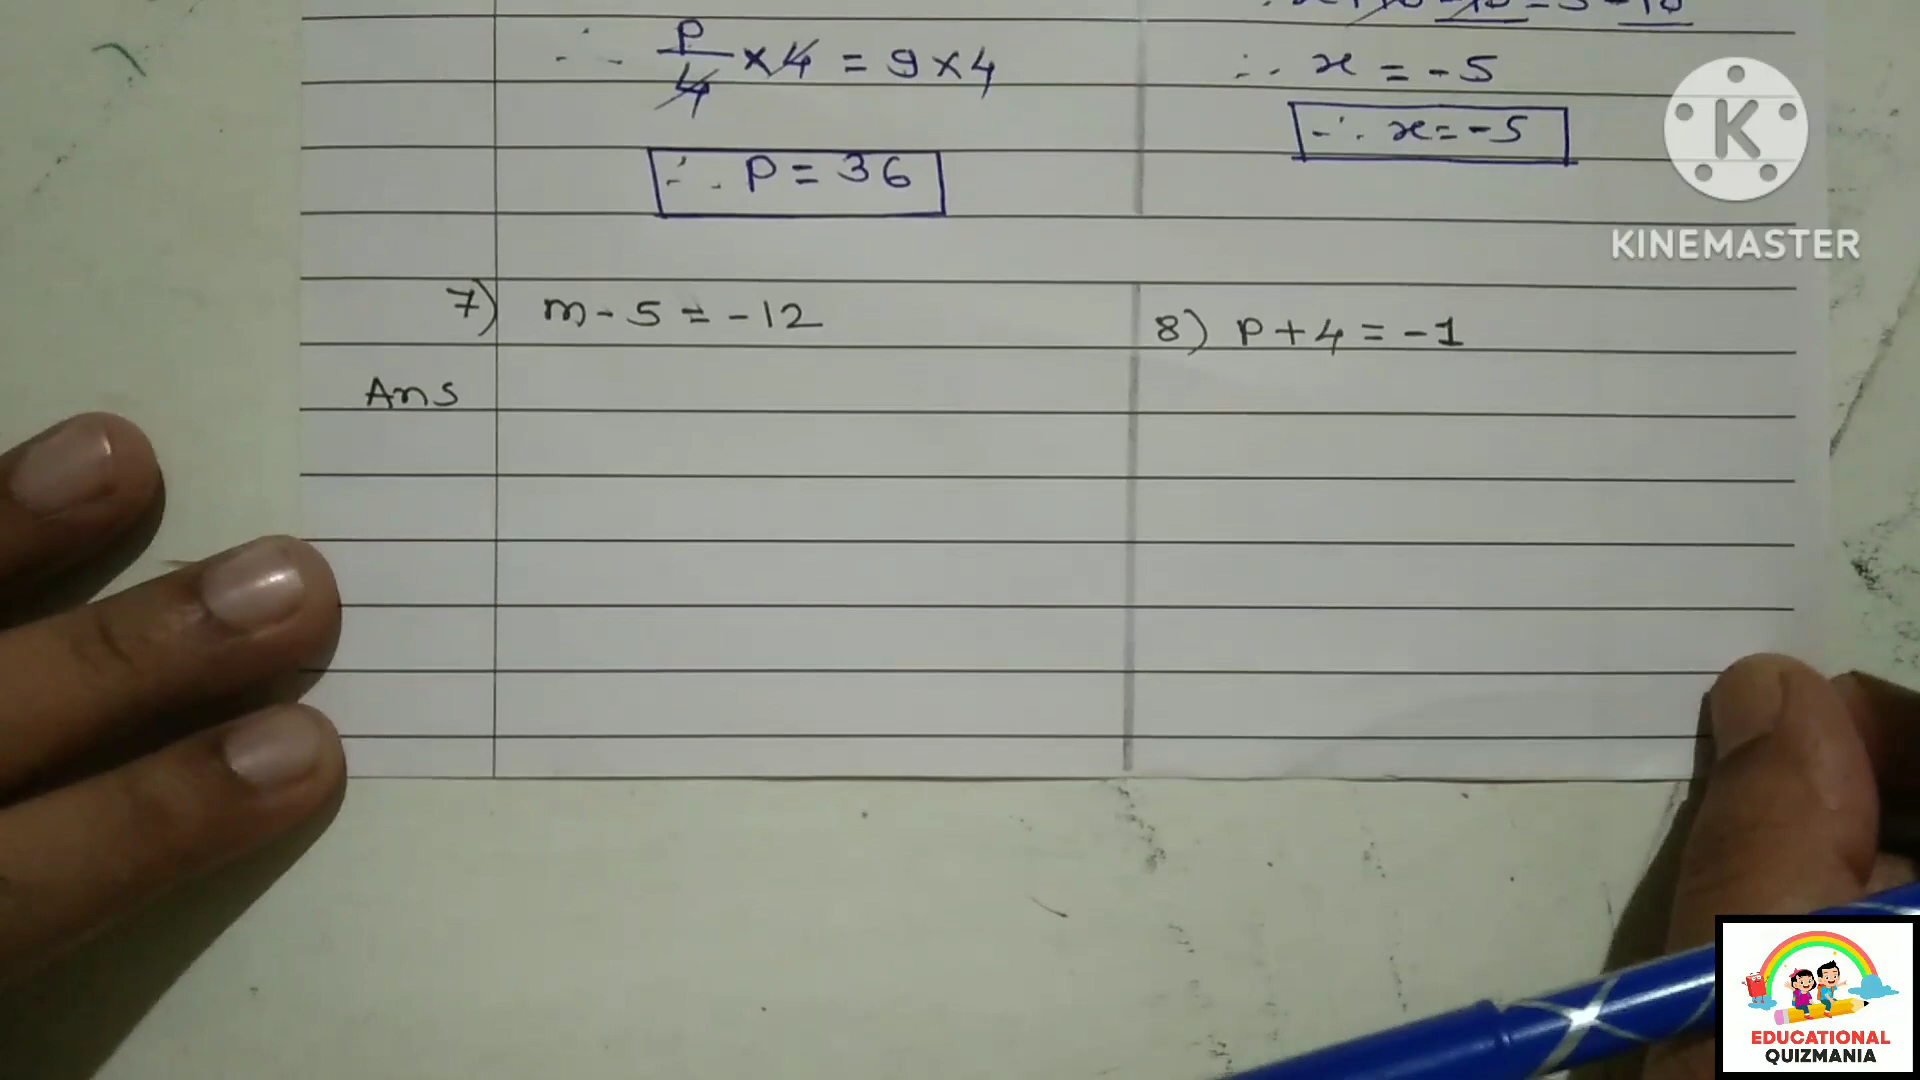 ∴ p/4 × 4 = 9 × 4
∴ P = 36
∴ x = -5
∴ x = -5
KINEMASTER
7) m - 5 = -12
8) P + 4 = -1
Ans
EDUCATIONAL
QUIZMANIA